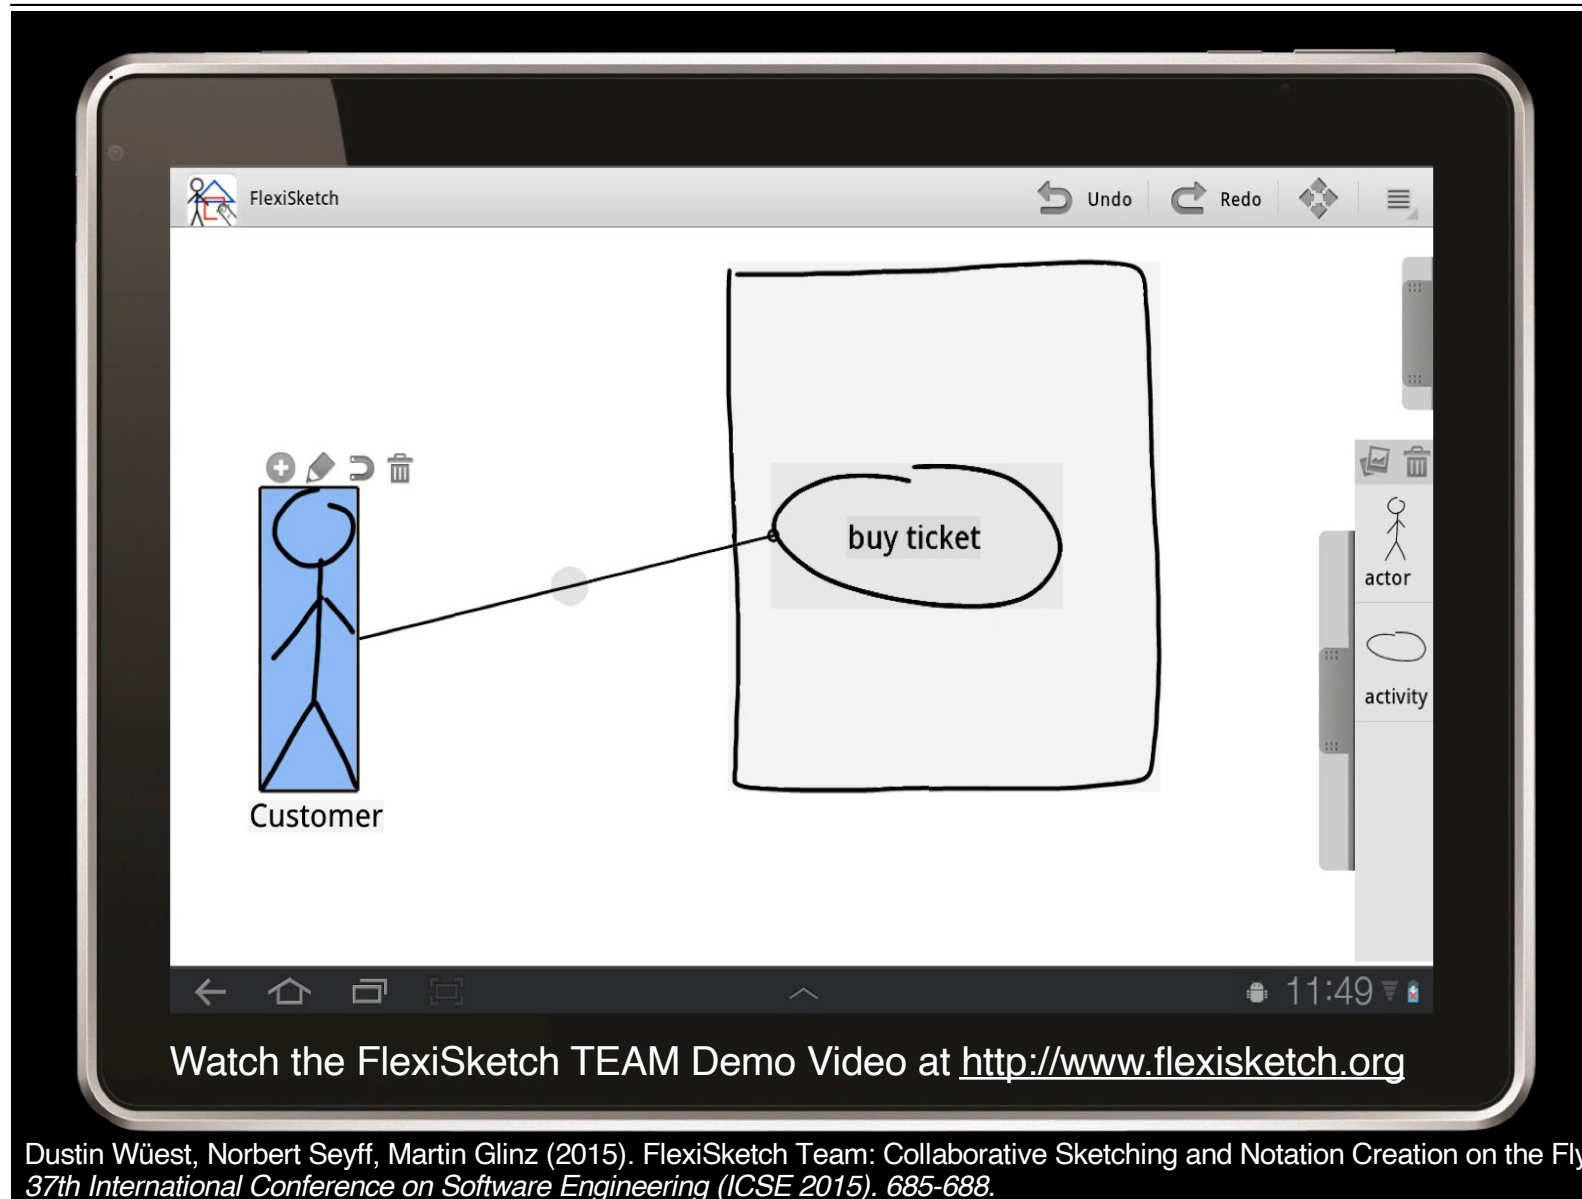 FlexiSketch
Undo
Redo
buy ticket
actor
activity
Customer
11:49
Watch the FlexiSketch TEAM Demo Video at http://www.flexisketch.org
Dustin Wüest, Norbert Seyff, Martin Glinz (2015). FlexiSketch Team: Collaborative Sketching and Notation Creation on the Fly
37th International Conference on Software Engineering (ICSE 2015). 685-688.